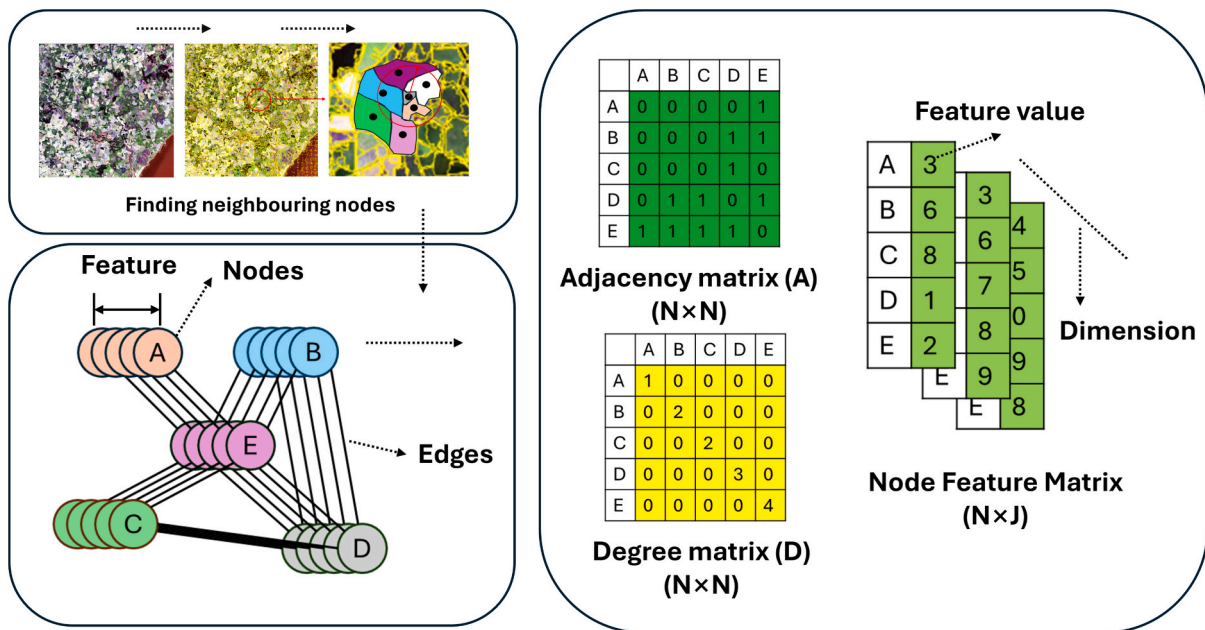 Finding neighbouring nodes
Feature
Nodes
A
B
E
Edges
C
D
A B C D E
A 0 0 0 0 1
B 0 0 0 1 1
C 0 0 0 1 0
D 0 1 1 0 1
E 1 1 1 1 0
Adjacency matrix (A)
(N×N)
A B C D E
A 1 0 0 0 0
B 0 2 0 0 0
C 0 0 2 0 0
D 0 0 0 3 0
E 0 0 0 0 4
Degree matrix (D)
(N×N)
Feature value
A 3
B 6
C 8
D 1
E 2
3
6
7
8
E 9
4
5
0
9
E 8
Dimension
Node Feature Matrix
(N×J)